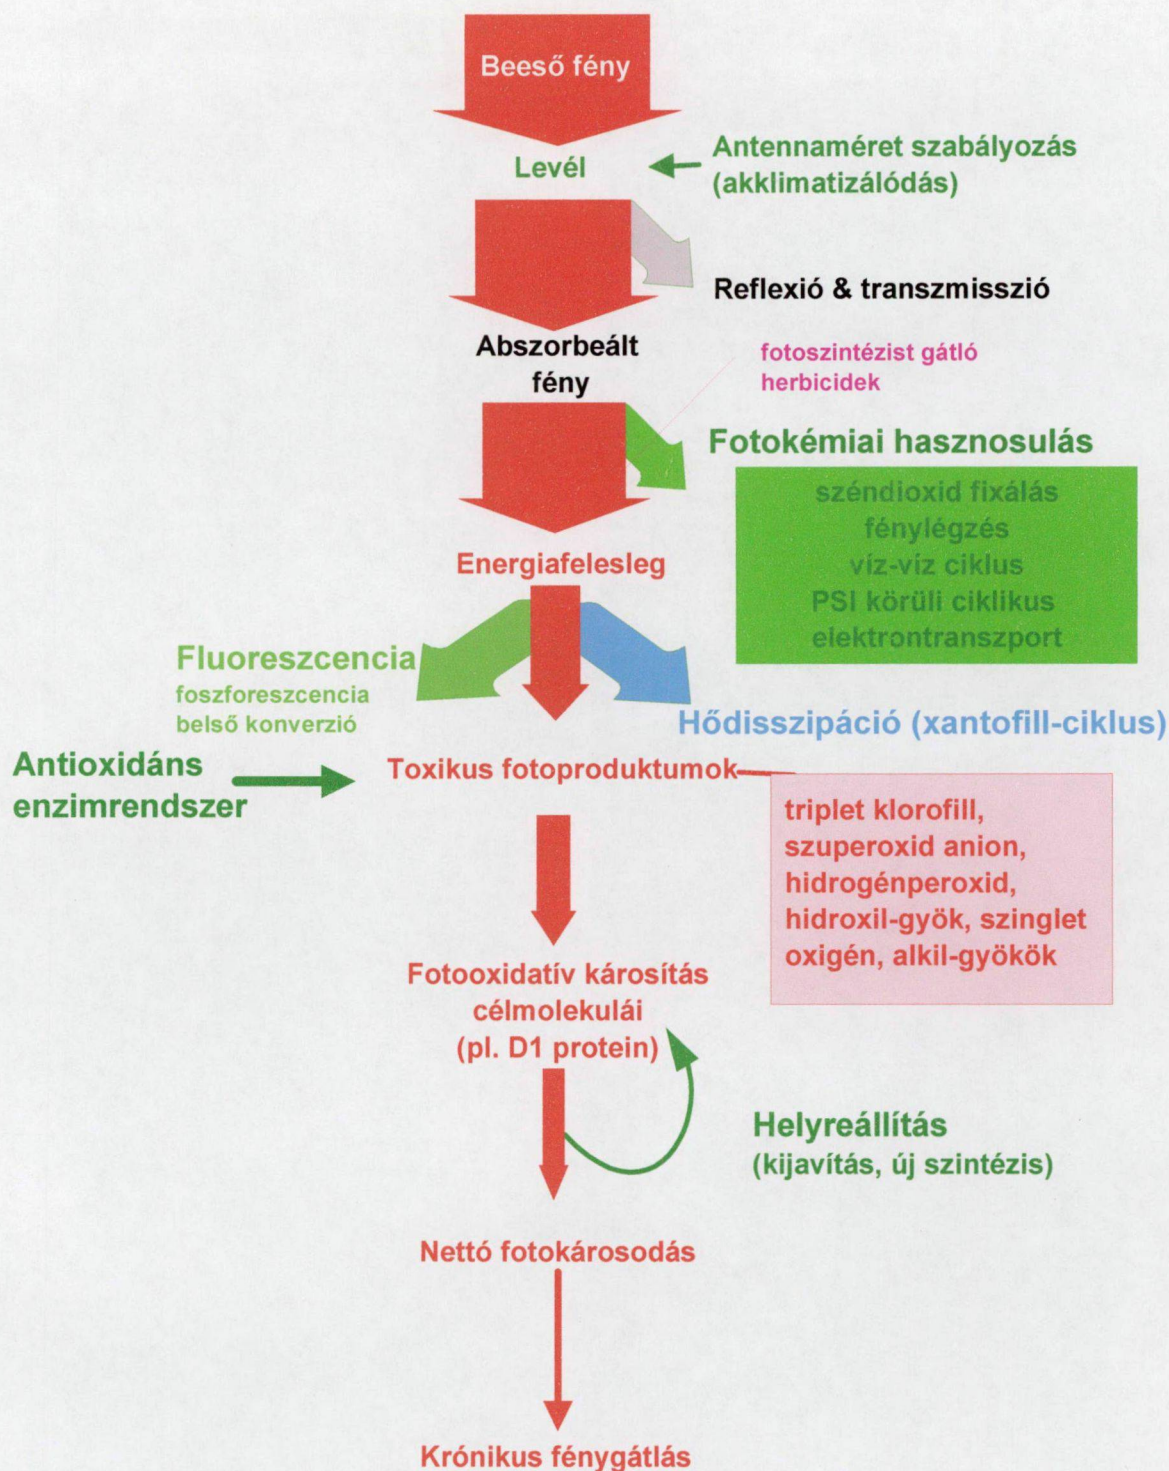 Beeső fény
Levél
Antennaméret szabályozás
(akklimatizálódás)
Reflexió & transzmisszió
Abszorbeált
fény
fotoszintézist gátló
herbicidek
Fotokémiai hasznosulás
széndioxid fixálás
fénylégzés
víz-víz ciklus
PSI körüli ciklikus
elektrontranszport
Energiafelesleg
Fluoreszcencia
foszforeszcencia
belső konverzió
Hődisszipáció (xantofill-ciklus)
Antioxidáns
enzimrendszer
Toxikus fotoproduktumok
triplet klorofill,
szuperoxid anion,
hidrogénperoxid,
hidroxil-gyök, szinglet
oxigén, alkil-gyökök
Fotooxidatív károsítás
célmolekulái
(pl. D1 protein)
Helyreállítás
(kijavítás, új szintézis)
Nettó fotokárosodás
Krónikus fénygátlás